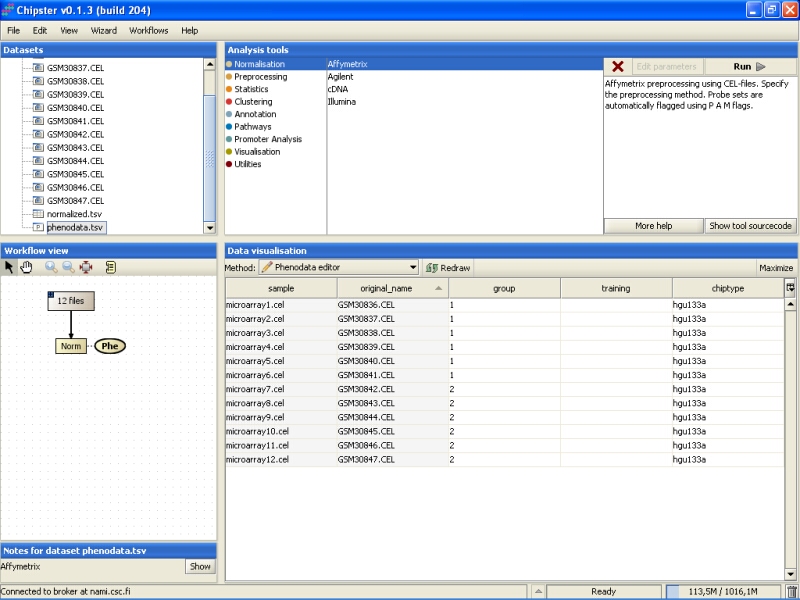 Chipster v0.1.3 (build 204)
File Edit View Wizard Workflows Help
Datasets
GSM30837.CEL
GSM30838.CEL
GSM30839.CEL
GSM30840.CEL
GSM30841.CEL
GSM30842.CEL
GSM30843.CEL
GSM30844.CEL
GSM30845.CEL
GSM30846.CEL
GSM30847.CEL
normalized.tsv
phenodata.tsv
Analysis tools
Normalisation
Preprocessing
Statistics
Clustering
Annotation
Pathways
Promoter Analysis
Visualisation
Utilities
Affymetrix
Agilent
cDNA
Illumina
Edit parameters Run
Affymetrix preprocessing using CEL-files. Specify
the preprocessing method. Probe sets are
automatically flagged using P A M flags.
More help Show tool sourcecode
Workflow view
12 files
Norm Phe
Notes for dataset phenodata.tsv
Affymetrix Show
Data visualisation
Method: Phenodata editor Redraw Maximize
sample original_name group training chiptype
microarray1.cel GSM30836.CEL 1 hgu133a
microarray2.cel GSM30837.CEL 1 hgu133a
microarray3.cel GSM30838.CEL 1 hgu133a
microarray4.cel GSM30839.CEL 1 hgu133a
microarray5.cel GSM30840.CEL 1 hgu133a
microarray6.cel GSM30841.CEL 1 hgu133a
microarray7.cel GSM30842.CEL 2 hgu133a
microarray8.cel GSM30843.CEL 2 hgu133a
microarray9.cel GSM30844.CEL 2 hgu133a
microarray10.cel GSM30845.CEL 2 hgu133a
microarray11.cel GSM30846.CEL 2 hgu133a
microarray12.cel GSM30847.CEL 2 hgu133a
Connected to broker at nami.csc.fi Ready 113,5M / 1016,1M